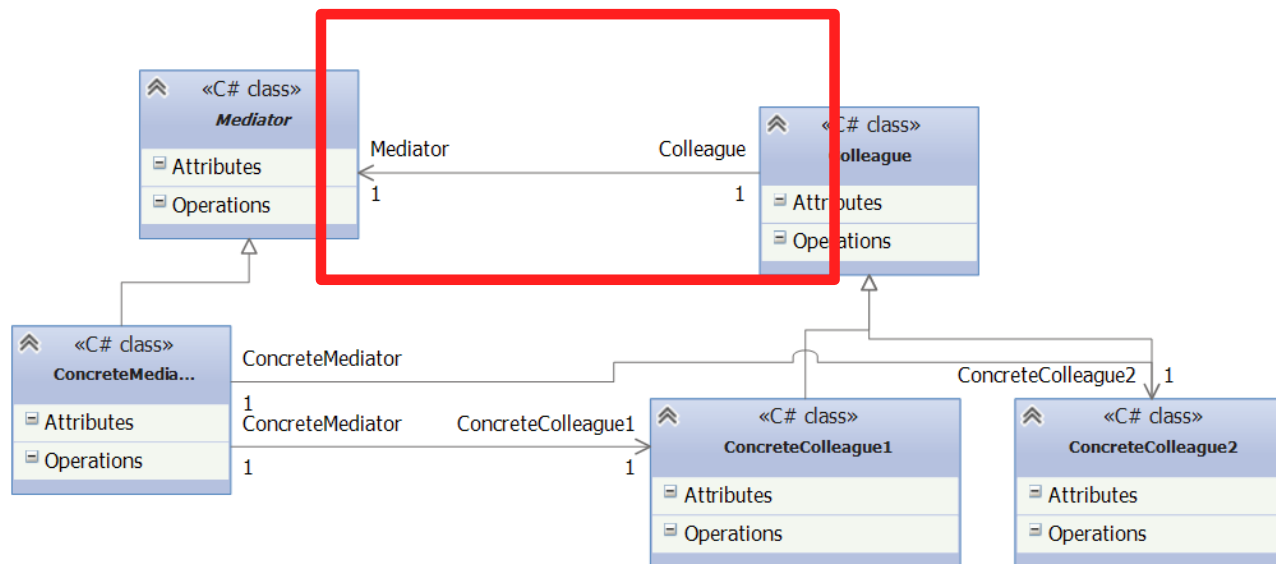 «C# class»
Mediator
Attributes
Operations
Mediator
Colleague
1
1
«C# class»
Colleague
Attributes
Operations
«C# class»
ConcreteMedia...
Attributes
Operations
ConcreteMediator
1
ConcreteColleague2
1
ConcreteMediator
ConcreteColleague1
1
1
«C# class»
ConcreteColleague1
Attributes
Operations
«C# class»
ConcreteColleague2
Attributes
Operations